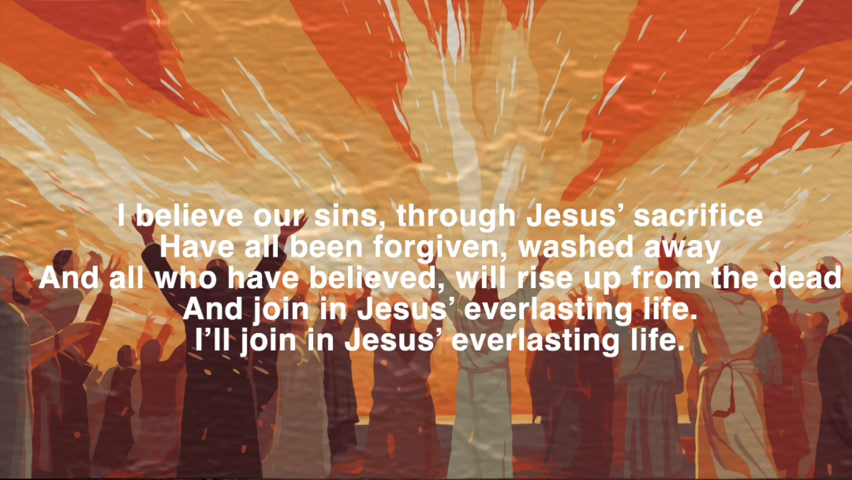 I believe our sins, through Jesus’ sacrifice
Have all been forgiven, washed away
And all who have believed, will rise up from the dead
And join in Jesus’ everlasting life.
I’ll join in Jesus’ everlasting life.